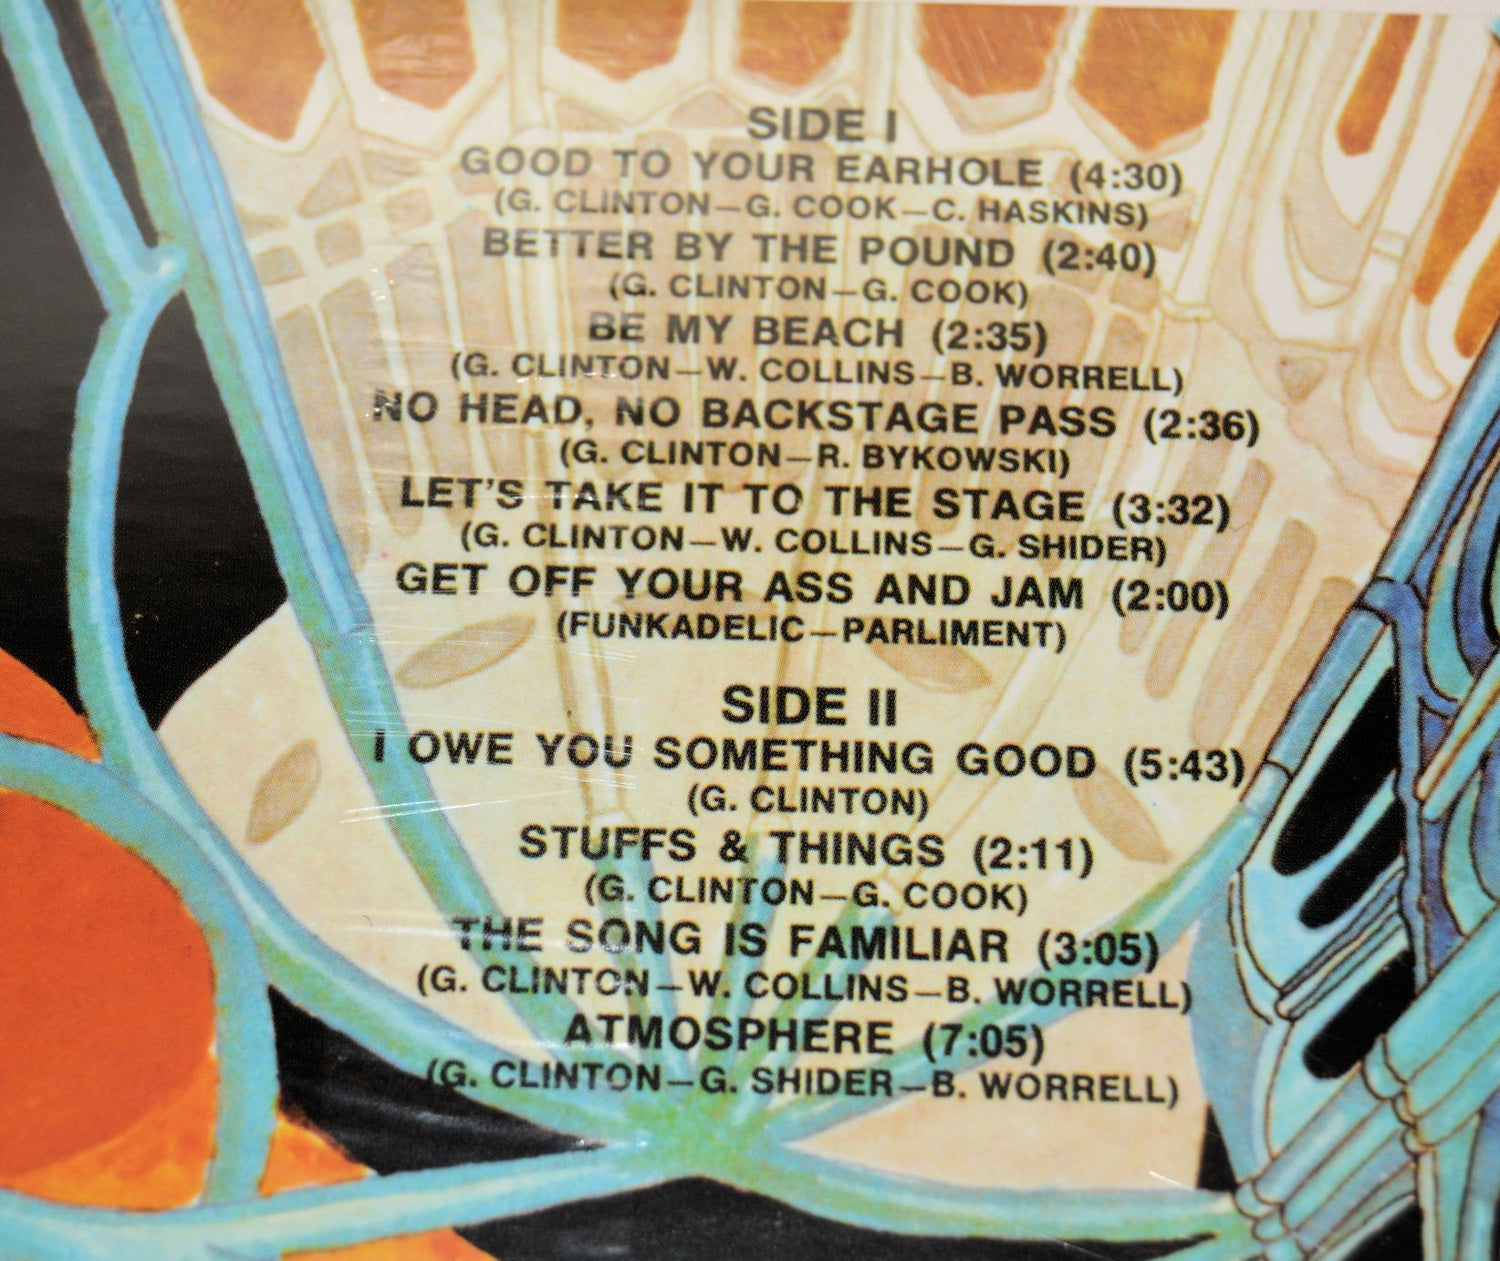 SIDE I
GOOD TO YOUR EARHOLE (4:30)
(G. CLINTON—G. COOK—C. HASKINS)
BETTER BY THE POUND (2:40)
(G. CLINTON—G. COOK)
BE MY BEACH (2:35)
(G. CLINTON—W. COLLINS—B. WORRELL)
NO HEAD, NO BACKSTAGE PASS (2:36)
(G. CLINTON—R. BYKOWSKI)
LET'S TAKE IT TO THE STAGE (3:32)
(G. CLINTON—W. COLLINS—G. SHIDER)
GET OFF YOUR ASS AND JAM (2:00)
(FUNKADELIC—PARLIMENT)
SIDE II
I OWE YOU SOMETHING GOOD (5:43)
(G. CLINTON)
STUFFS & THINGS (2:11)
(G. CLINTON—G. COOK)
THE SONG IS FAMILIAR (3:05)
(G. CLINTON—W. COLLINS—B. WORRELL)
ATMOSPHERE (7:05)
(G. CLINTON—G. SHIDER—B. WORRELL)